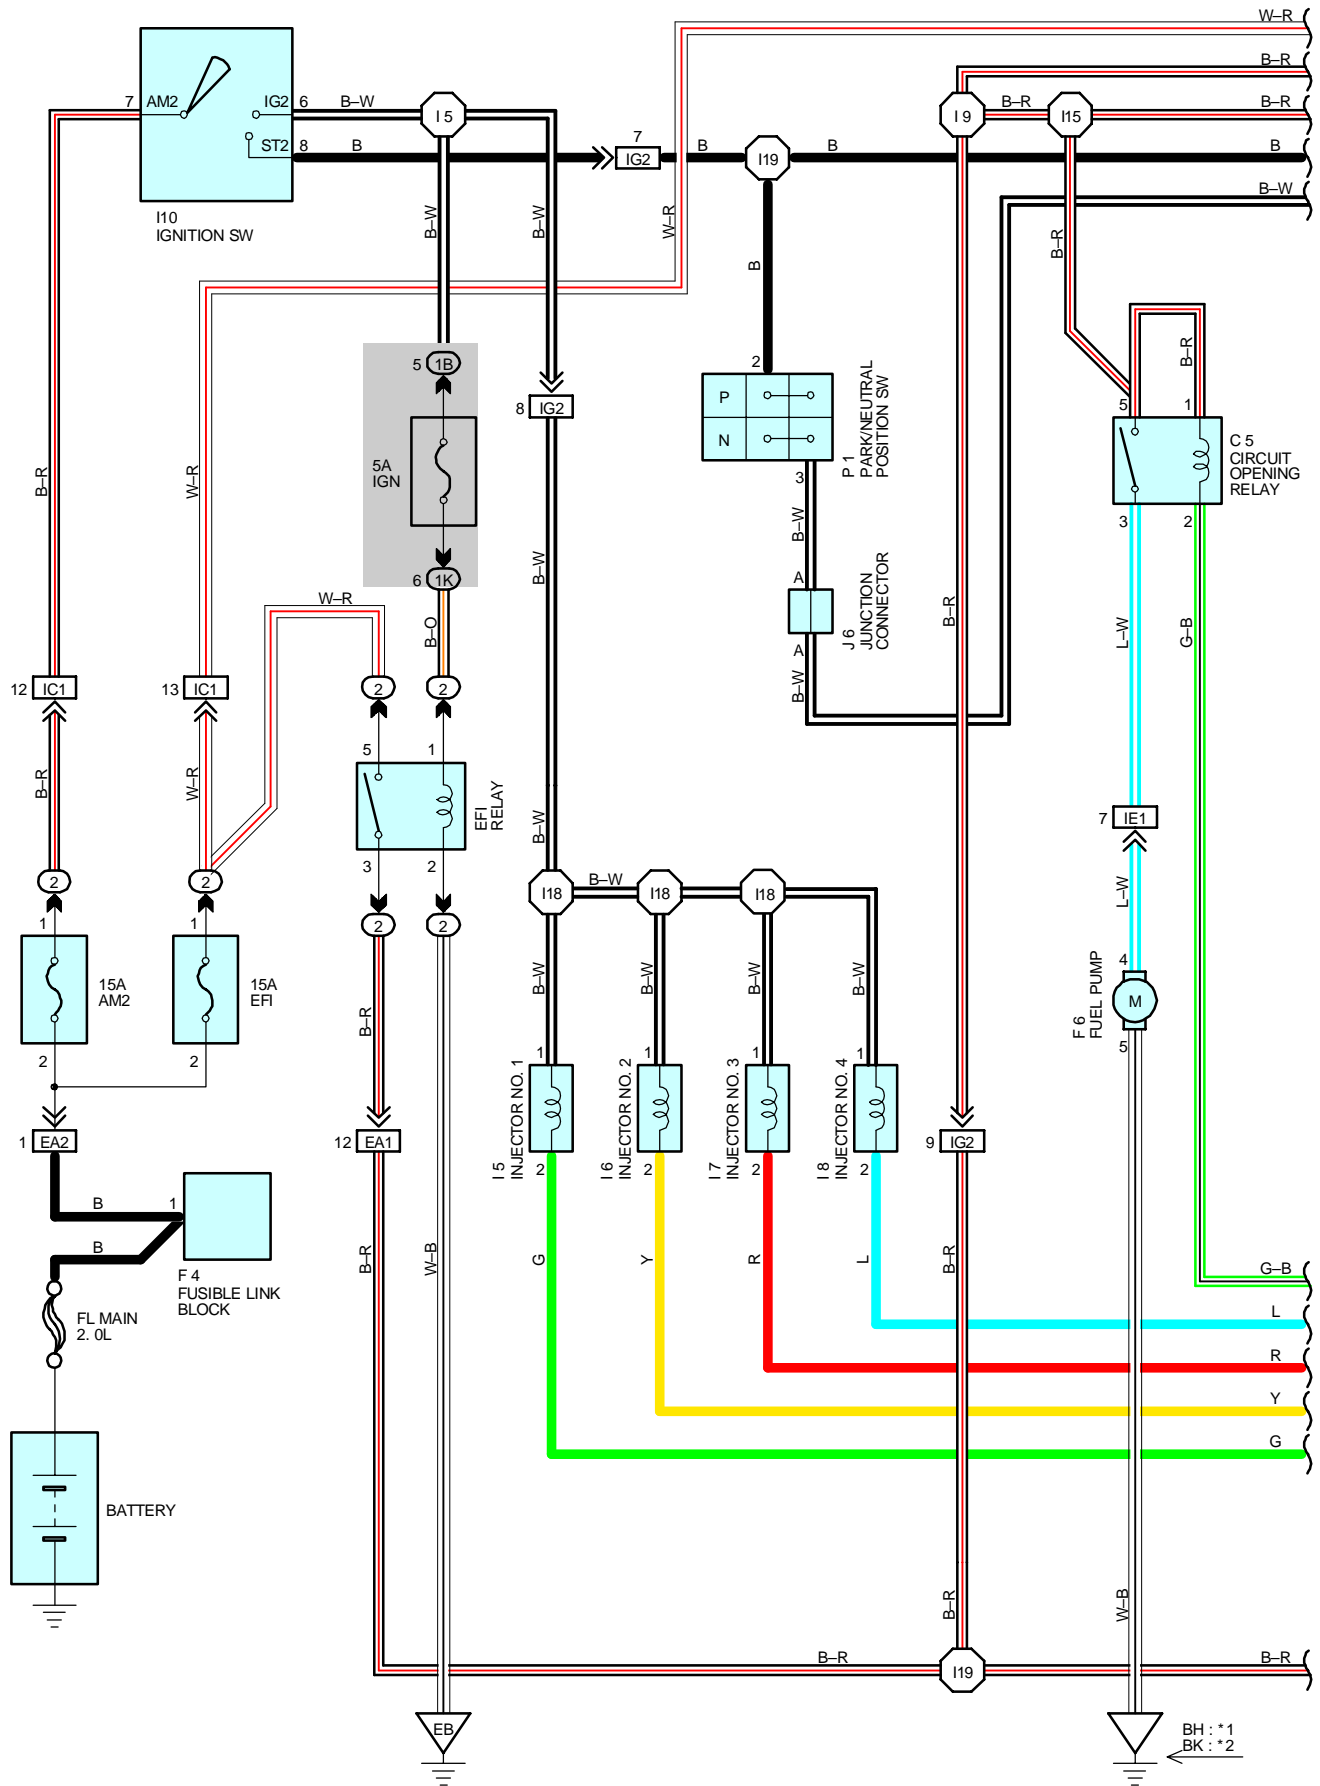 W–R
B–R
7
AM2
IG2
6
B–W
I 5
I 9
B–R
I15
B–R
ST2
8
B
7
IG2
B
I19
B
B
B–W
I10
IGNITION SW
B–W
B–W
W–R
B
B–R
5
1B
2
P
N
P 1
PARK/NEUTRAL
POSITION SW
B–R
5
1
8
IG2
5A
IGN
C 5
CIRCUIT
OPENING
RELAY
3
2
B–R
W–R
3
B–W
6
1K
B–W
A
J 6
JUNCTION
CONNECTOR
A
B–W
B–R
L–W
G–B
W–R
B–O
12
IC1
13
IC1
2
2
B–R
W–R
5
1
EFI
RELAY
3
2
B–W
7
IE1
L–W
2
2
I18
B–W
I18
I18
2
2
1
1
15A
AM2
15A
EFI
2
2
B–R
B–W
B–W
B–W
B–W
4
M
F 6
FUEL PUMP
5
1
1
1
1
I 5
INJECTOR NO. 1
I 6
INJECTOR NO. 2
I 7
INJECTOR NO. 3
I 8
INJECTOR NO. 4
2
2
2
2
1
EA2
12
EA1
9
IG2
B
1
B
F 4
FUSIBLE LINK
BLOCK
B–R
W–B
G
Y
R
L
B–R
G–B
FL MAIN
2. 0L
L
R
Y
G
BATTERY
B–R
W–B
B–R
I19
B–R
EB
BH : *1
BK : *2